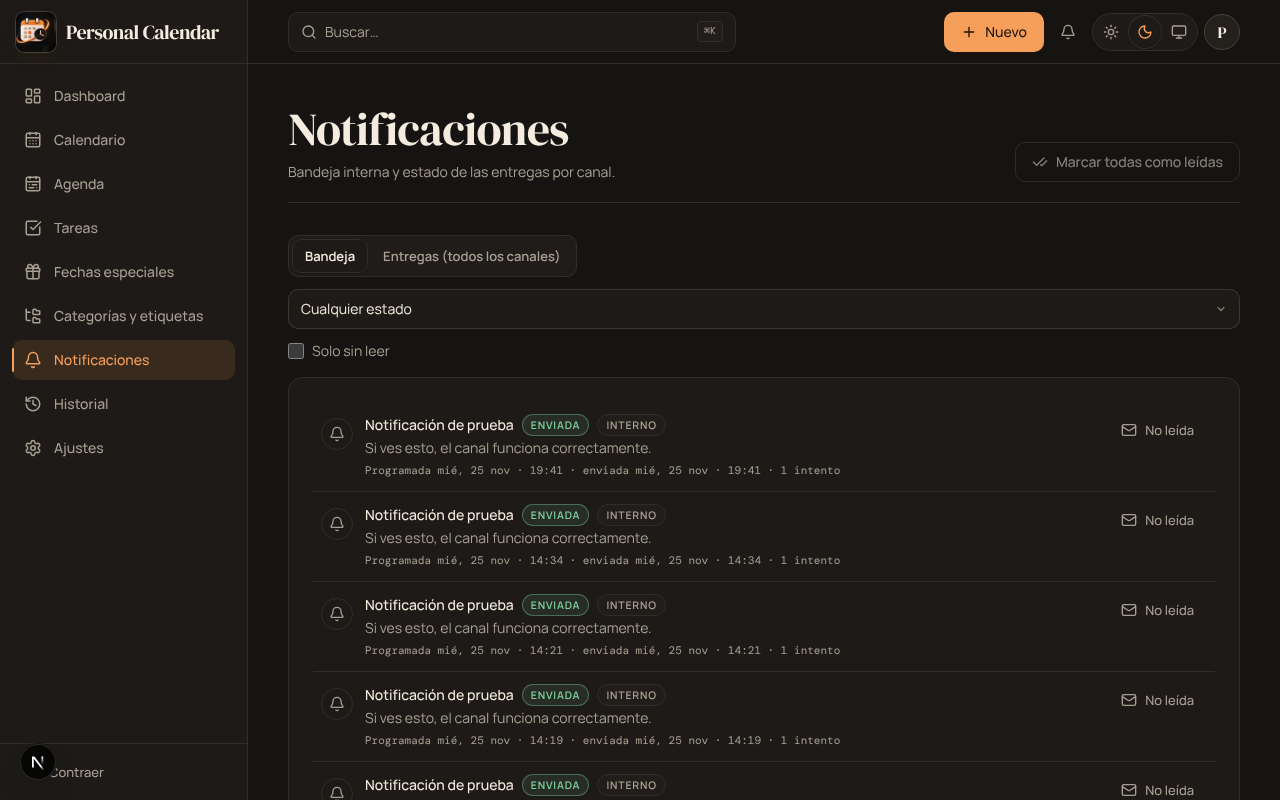 Personal Calendar
Buscar...
⌘K
Nuevo
P
Dashboard
Calendario
Agenda
Tareas
Fechas especiales
Categorías y etiquetas
Notificaciones
Historial
Ajustes
N
Contraer
Notificaciones
Bandeja interna y estado de las entregas por canal.
Marcar todas como leídas
Bandeja
Entregas (todos los canales)
Cualquier estado
Solo sin leer
Notificación de prueba ENVIADA INTERNO
No leída
Si ves esto, el canal funciona correctamente.
Programada mié, 25 nov · 19:41 · enviada mié, 25 nov · 19:41 · 1 intento
Notificación de prueba ENVIADA INTERNO
No leída
Si ves esto, el canal funciona correctamente.
Programada mié, 25 nov · 14:34 · enviada mié, 25 nov · 14:34 · 1 intento
Notificación de prueba ENVIADA INTERNO
No leída
Si ves esto, el canal funciona correctamente.
Programada mié, 25 nov · 14:21 · enviada mié, 25 nov · 14:21 · 1 intento
Notificación de prueba ENVIADA INTERNO
No leída
Si ves esto, el canal funciona correctamente.
Programada mié, 25 nov · 14:19 · enviada mié, 25 nov · 14:19 · 1 intento
Notificación de prueba ENVIADA INTERNO
No leída